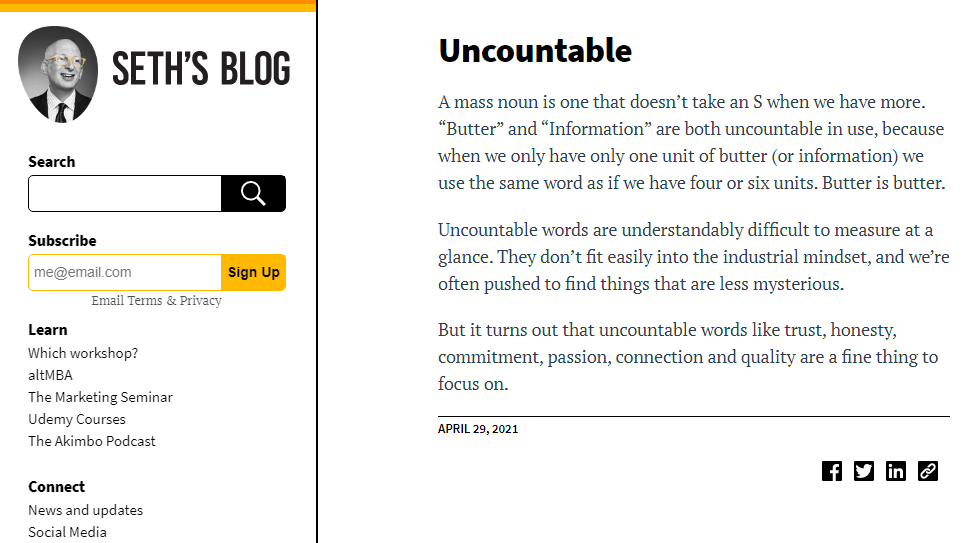 SETH'S BLOG
Search
Subscribe
me@email.com
Sign Up
Email Terms & Privacy
Learn
Which workshop?
altMBA
The Marketing Seminar
Udemy Courses
The Akimbo Podcast
Connect
News and updates
Social Media
Uncountable
A mass noun is one that doesn’t take an S when we have more.
“Butter” and “Information” are both uncountable in use, because
when we only have only one unit of butter (or information) we
use the same word as if we have four or six units. Butter is butter.
Uncountable words are understandably difficult to measure at a
glance. They don’t fit easily into the industrial mindset, and we’re
often pushed to find things that are less mysterious.
But it turns out that uncountable words like trust, honesty,
commitment, passion, connection and quality are a fine thing to
focus on.
APRIL 29, 2021